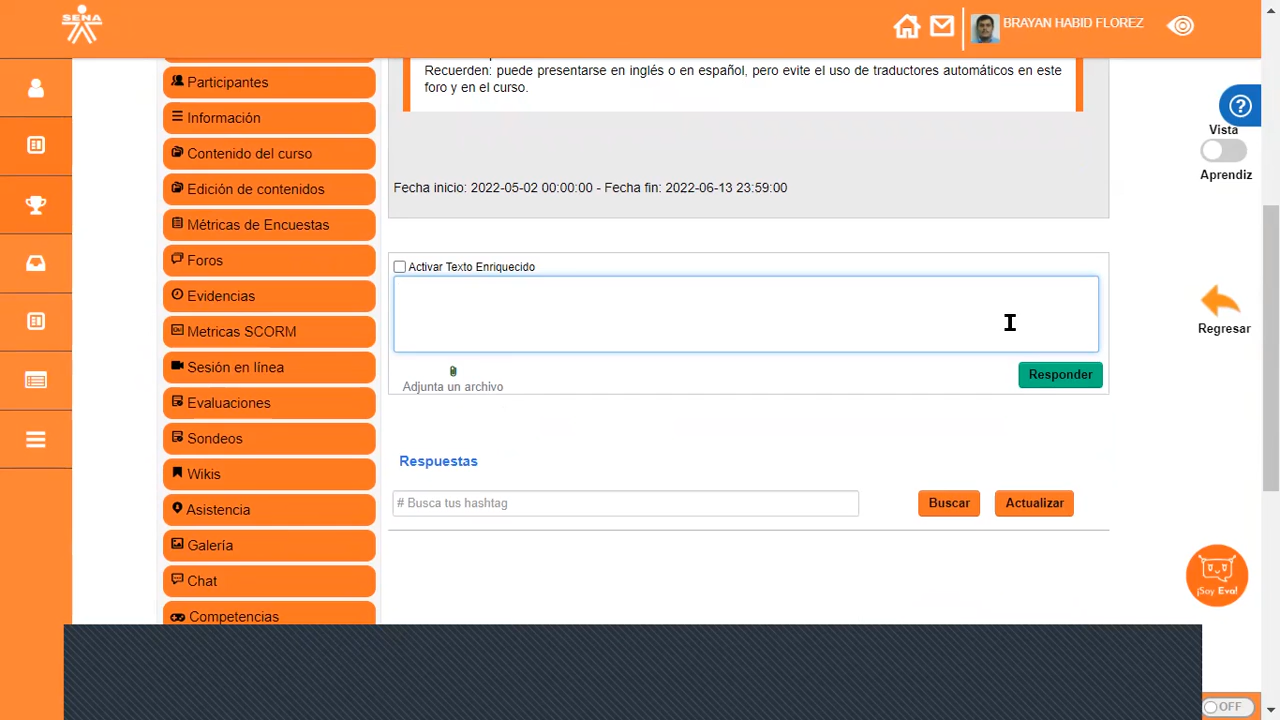 SENA
BRAYAN HABID FLOREZ
Participantes
Información
Contenido del curso
Edición de contenidos
Métricas de Encuestas
Foros
Evidencias
Metricas SCORM
Sesión en línea
Evaluaciones
Sondeos
Wikis
Asistencia
Galería
Chat
Competencias
Recuerden: puede presentarse en inglés o en español, pero evite el uso de traductores automáticos en este
foro y en el curso.
Fecha inicio: 2022-05-02 00:00:00 - Fecha fin: 2022-06-13 23:59:00
Activar Texto Enriquecido
Adjunta un archivo
Responder
Respuestas
# Busca tus hashtag
Buscar
Actualizar
?
Vista
Aprendiz
Regresar
¡Soy Eva!
OFF